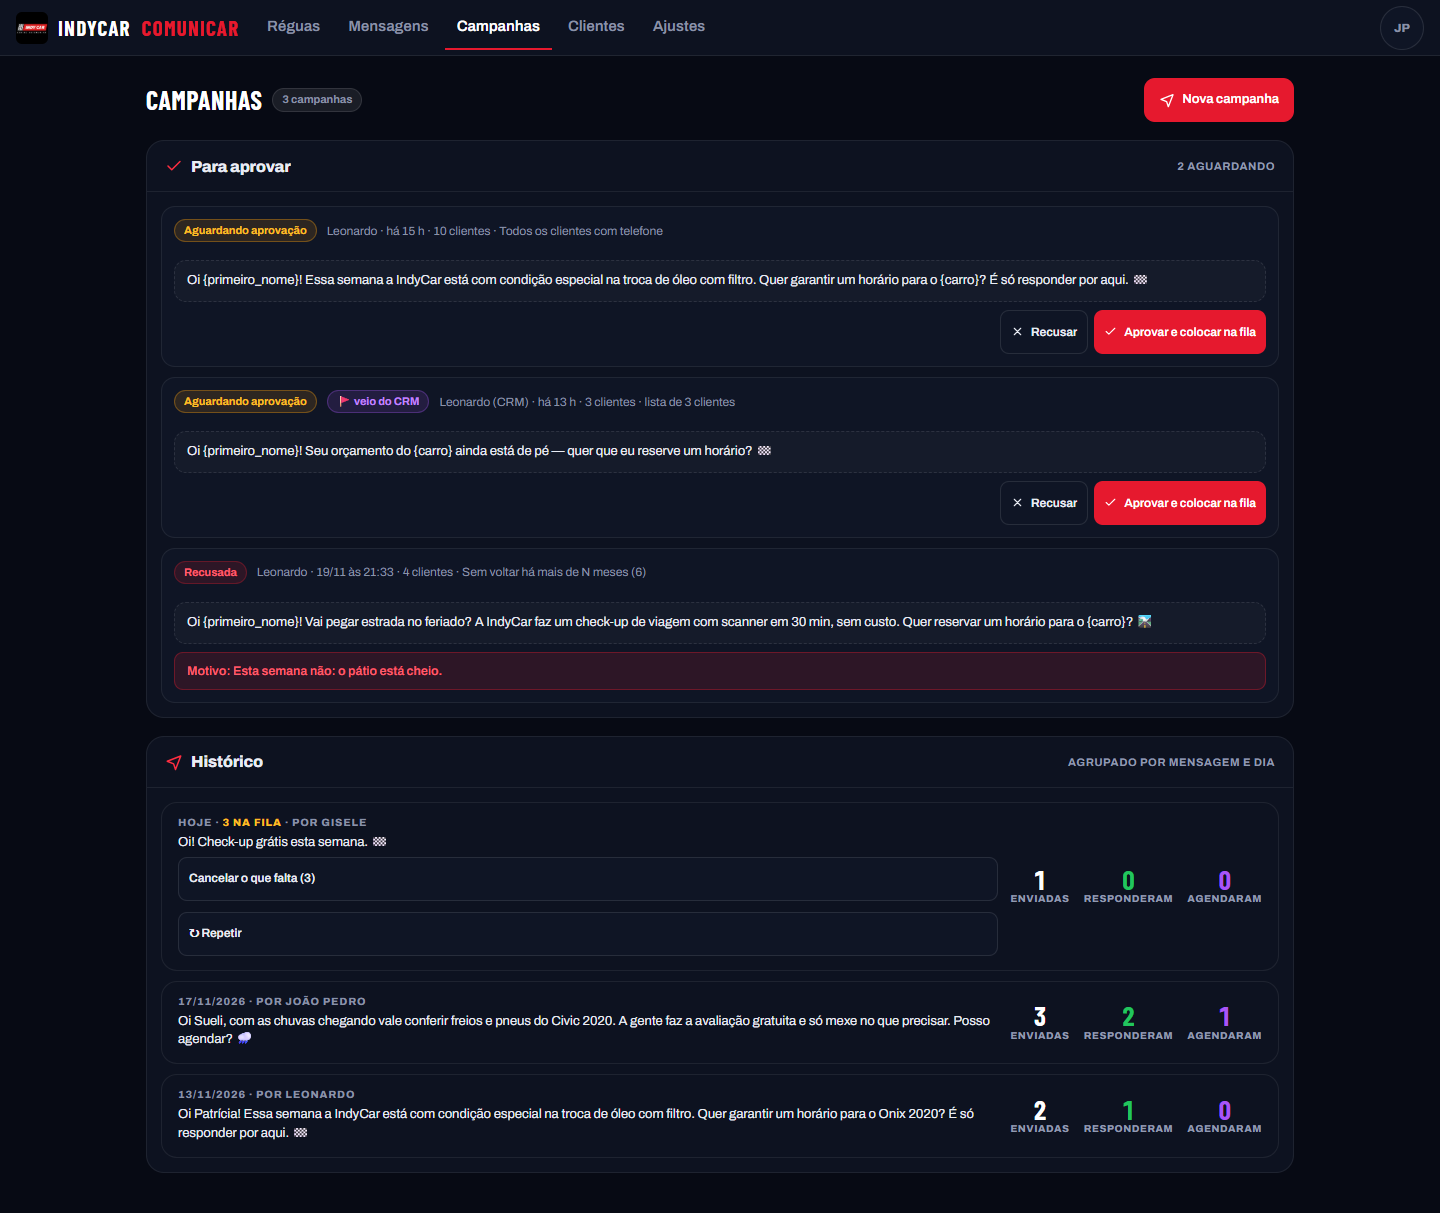 INDYCAR COMUNICAR
Réguas
Mensagens
Campanhas
Clientes
Ajustes
JP
CAMPANHAS
3 campanhas
Nova campanha
Para aprovar
2 AGUARDANDO
Aguardando aprovação
Leonardo · há 15 h · 10 clientes · Todos os clientes com telefone
Oi {primeiro_nome}! Essa semana a IndyCar está com condição especial na troca de óleo com filtro. Quer garantir um horário para o {carro}? É só responder por aqui. 🏁
Recusar
Aprovar e colocar na fila
Aguardando aprovação
🚩 veio do CRM
Leonardo (CRM) · há 13 h · 3 clientes · lista de 3 clientes
Oi {primeiro_nome}! Seu orçamento do {carro} ainda está de pé — quer que eu reserve um horário? 🏁
Recusar
Aprovar e colocar na fila
Recusada
Leonardo · 19/11 às 21:33 · 4 clientes · Sem voltar há mais de N meses (6)
Oi {primeiro_nome}! Vai pegar estrada no feriado? A IndyCar faz um check-up de viagem com scanner em 30 min, sem custo. Quer reservar um horário para o {carro}? 🛣️
Motivo: Esta semana não: o pátio está cheio.
Histórico
AGRUPADO POR MENSAGEM E DIA
HOJE · 3 NA FILA · POR GISELE
Oi! Check-up grátis esta semana. 🏁
Cancelar o que falta (3)
↻ Repetir
1
ENVIADAS
0
RESPONDERAM
0
AGENDARAM
17/11/2026 · POR JOÃO PEDRO
Oi Sueli, com as chuvas chegando vale conferir freios e pneus do Civic 2020. A gente faz a avaliação gratuita e só mexe no que precisar. Posso
agendar? 🌧️
3
ENVIADAS
2
RESPONDERAM
1
AGENDARAM
13/11/2026 · POR LEONARDO
Oi Patrícia! Essa semana a IndyCar está com condição especial na troca de óleo com filtro. Quer garantir um horário para o Onix 2020? É só
responder por aqui. 🏁
2
ENVIADAS
1
RESPONDERAM
0
AGENDARAM